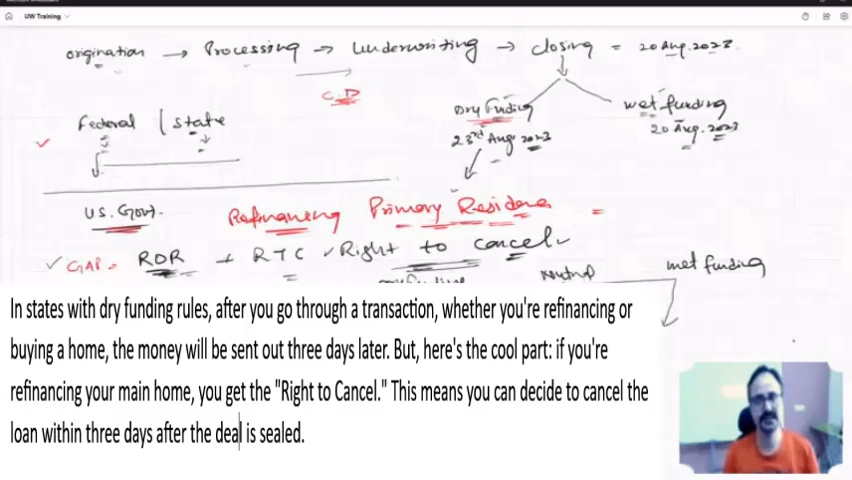 UW Training
origination → Processing → Underwriting → closing = 20 Aug. 2023
C.D
Dry Funding
wet funding
Federal | state
23rd Aug. 2023
20 Aug. 2023
U.S. Govt.
Refinancing Primary Residence =
✓ GAP = ROR + RTC ✓ Right to cancel ✓
wet funding
In states with dry funding rules, after you go through a transaction, whether you're refinancing or
buying a home, the money will be sent out three days later. But, here's the cool part: if you're
refinancing your main home, you get the "Right to Cancel." This means you can decide to cancel the
loan within three days after the deal is sealed.